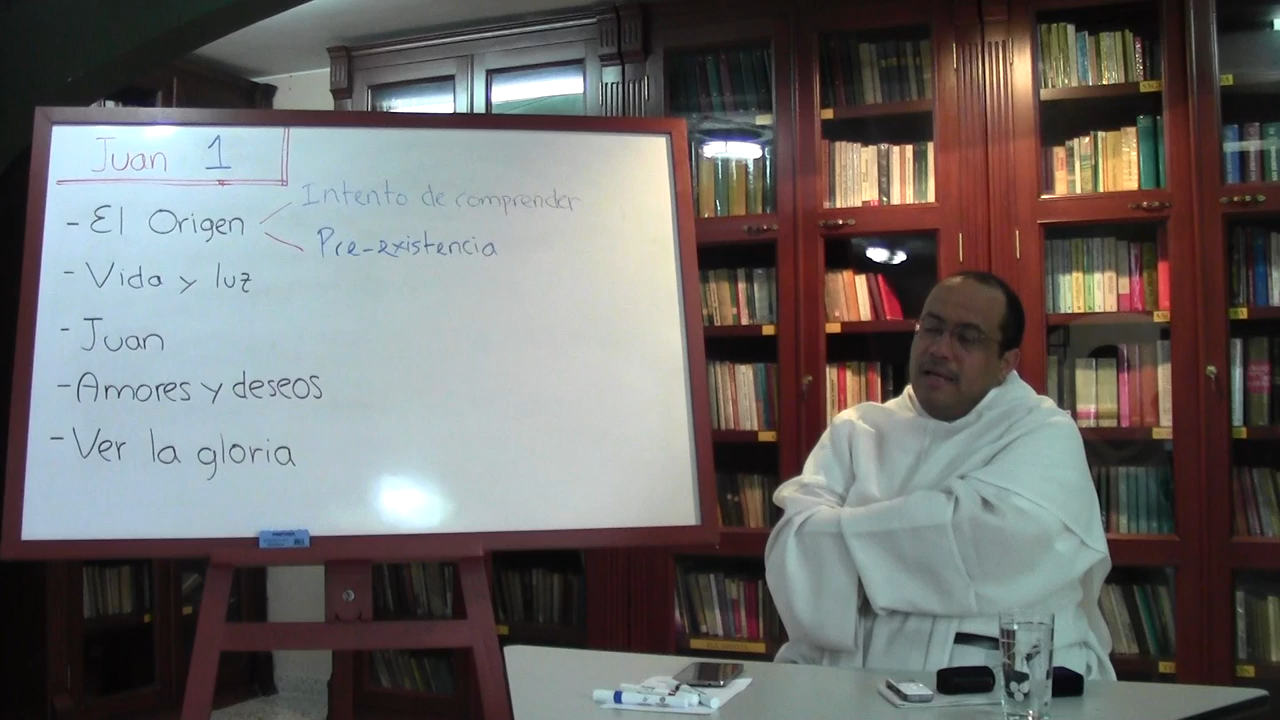 Juan 1
- El Origen
Intento de comprender
Pre-existencia
- Vida y luz
- Juan
- Amores y deseos
- Ver la gloria